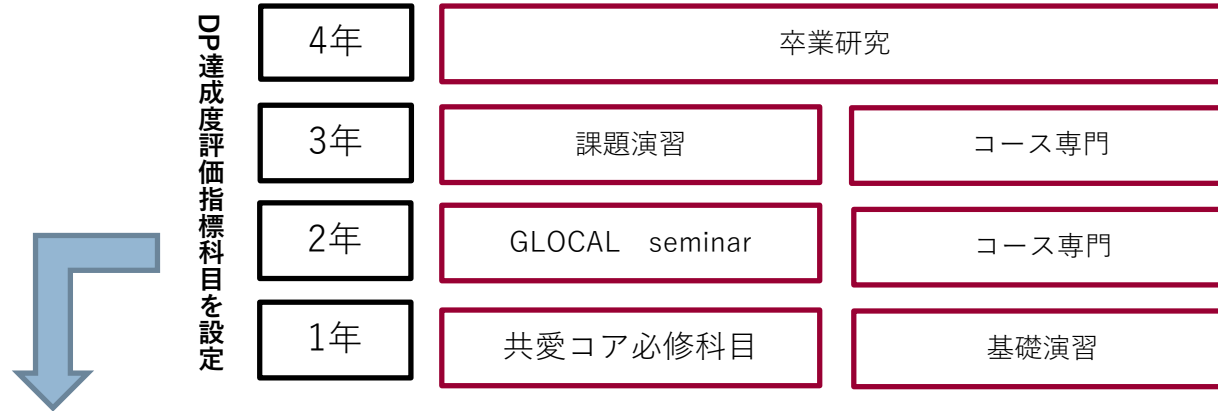 DP達成度評価指標科目を設定
4年
卒業研究
3年
課題演習
コース専門
2年
GLOCAL　seminar
コース専門
1年
共愛コア必修科目
基礎演習